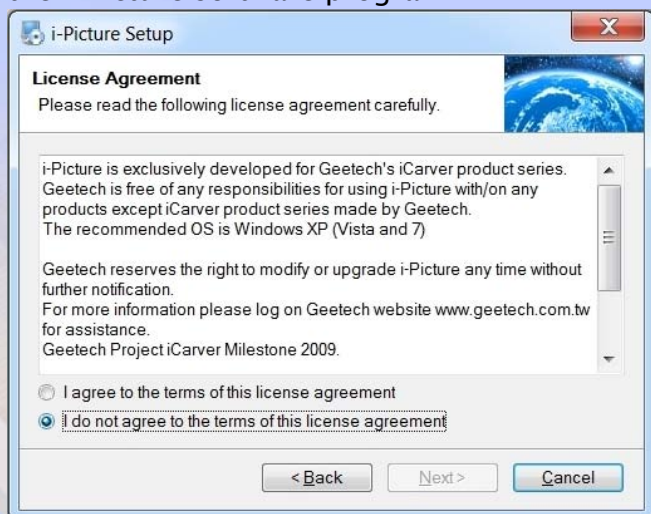 i-Picture Setup
License Agreement
Please read the following license agreement carefully.
i-Picture is exclusively developed for Geetech's iCarver product series.
Geetech is free of any responsibilities for using i-Picture with/on any
products except iCarver product series made by Geetech.
The recommended OS is Windows XP (Vista and 7)
Geetech reserves the right to modify or upgrade i-Picture any time without
further notification.
For more information please log on Geetech website www.geetech.com.tw
for assistance.
Geetech Project iCarver Milestone 2009.
I agree to the terms of this license agreement
I do not agree to the terms of this license agreement
< Back Next > Cancel